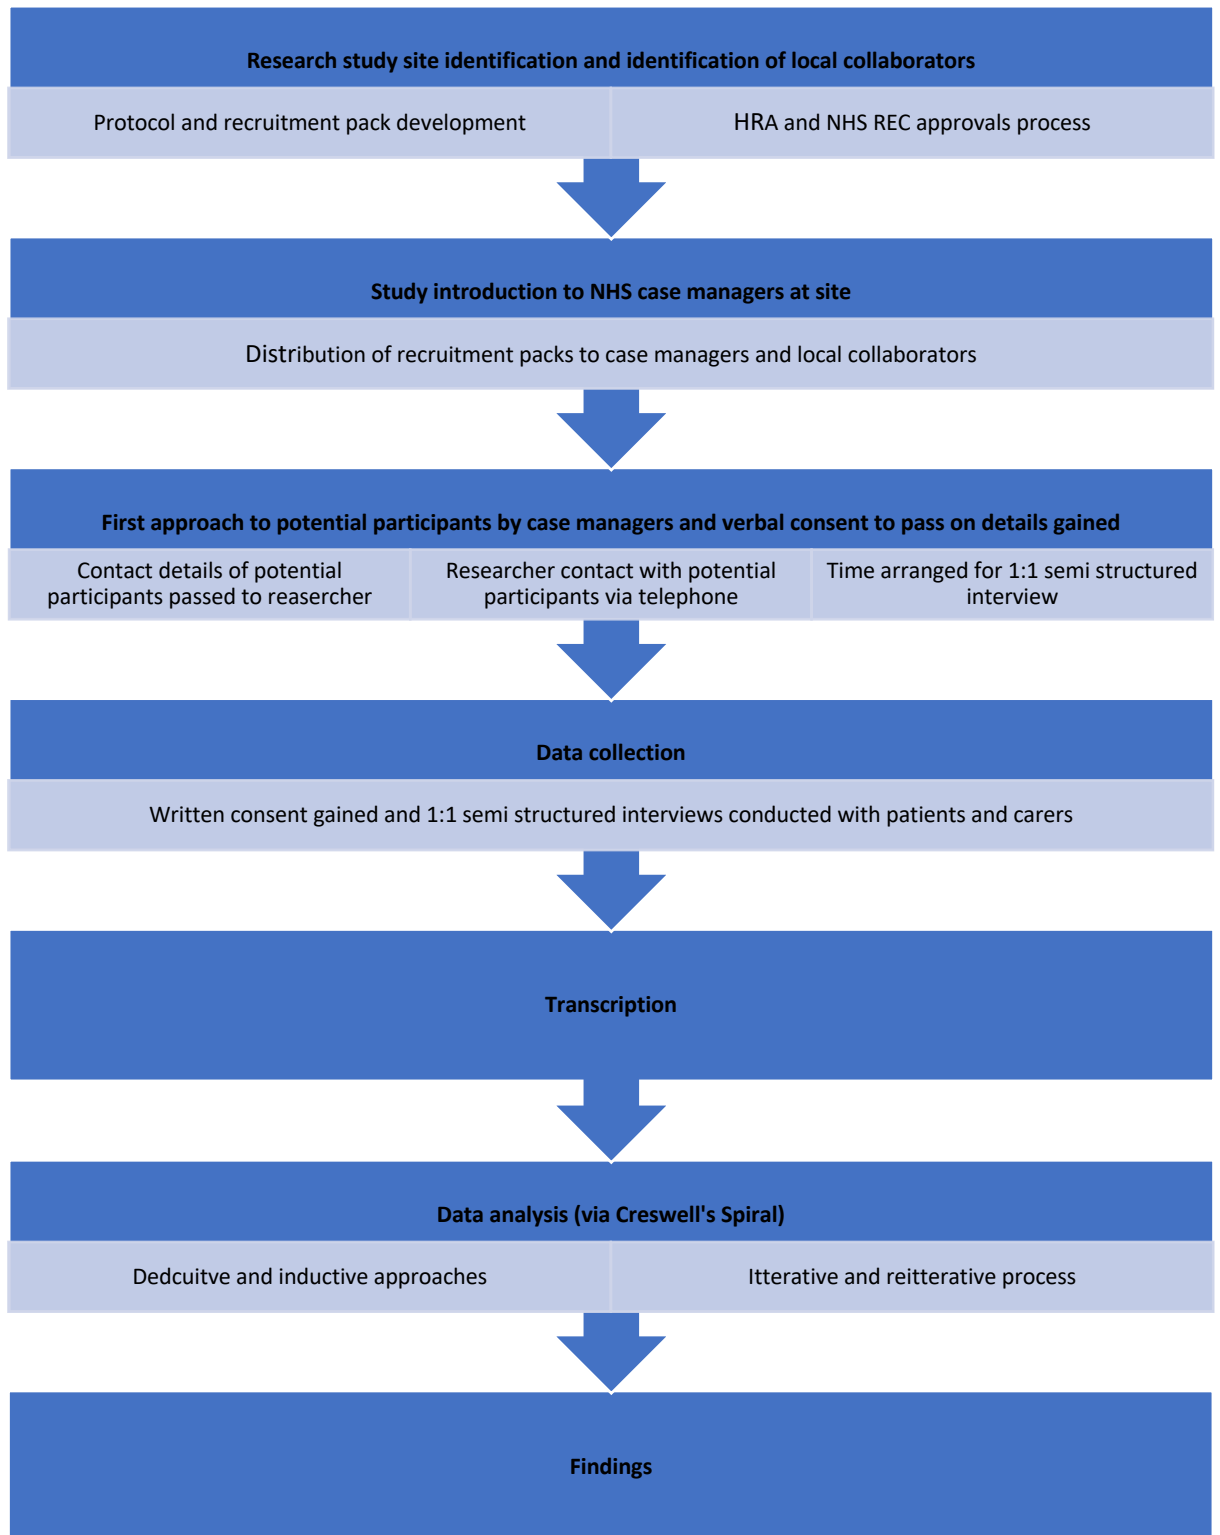 Research study site identification and identification of local collaborators
Protocol and recruitment pack development
HRA and NHS REC approvals process
Study introduction to NHS case managers at site
Distribution of recruitment packs to case managers and local collaborators
First approach to potential participants by case managers and verbal consent to pass on details gained
Contact details of potential
participants passed to reasercher
Researcher contact with potential
participants via telephone
Time arranged for 1:1 semi structured
interview
Data collection
Written consent gained and 1:1 semi structured interviews conducted with patients and carers
Transcription
Data analysis (via Creswell's Spiral)
Dedcuitve and inductive approaches
Itterative and reitterative process
Findings